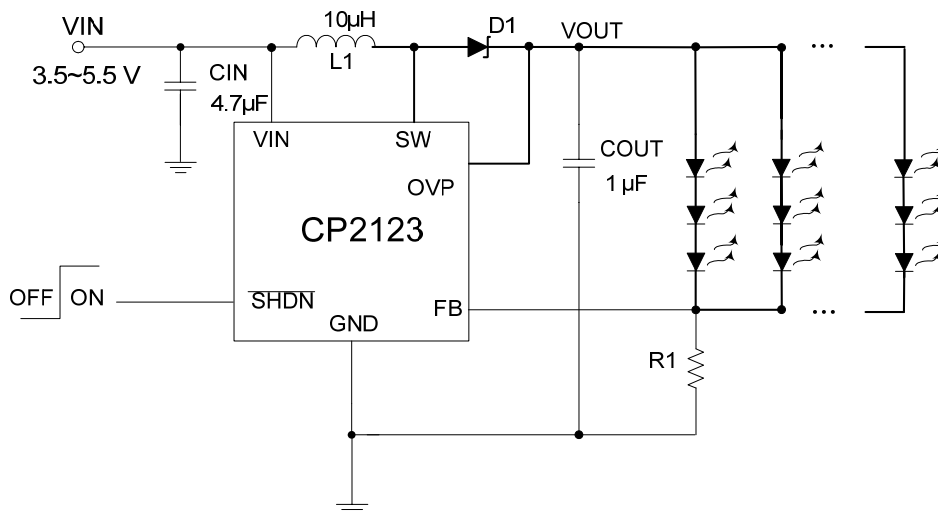 VIN
3.5~5.5 V
CIN
4.7µF
10µH
L1
D1
VOUT
COUT
1 µF
VIN
SW
OVP
CP2123
SHDN
FB
GND
OFF
ON
R1
...
...